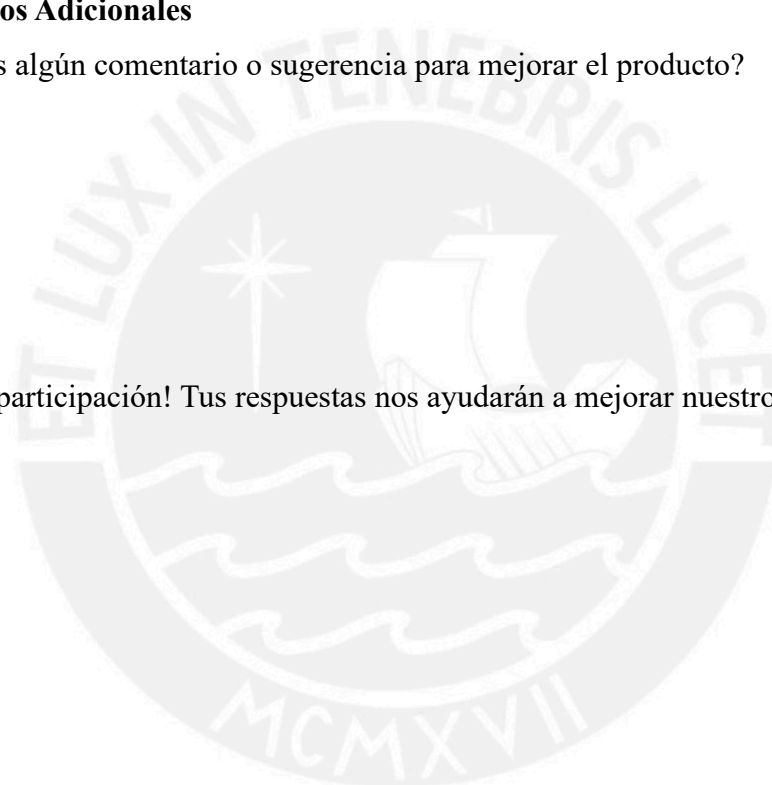 os Adicionales
s algún comentario o sugerencia para mejorar el producto?
ET LUX IN TENEBRIS LUCET
participación! Tus respuestas nos ayudarán a mejorar nuestro
MCMXVII